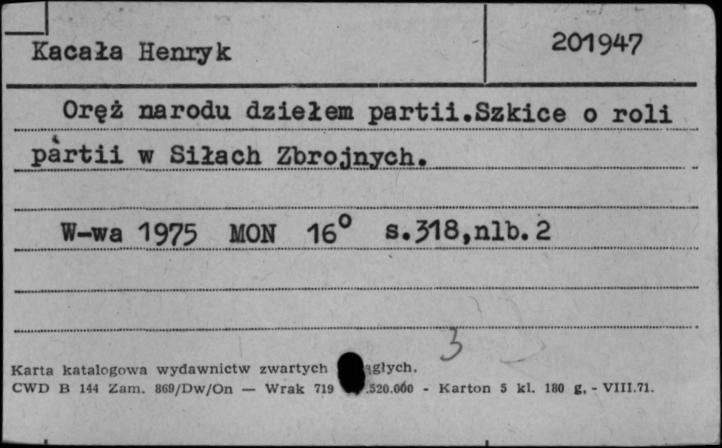 Kacała Henryk
201947
Oręż narodu dziełem partii.Szkice o roli
partii w Siłach Zbrojnych.
W-wa 1975 MON 16° s.318,nlb.2
3
Karta katalogowa wydawnictw zwartych
CWD B 144 Zam. 869/Dw/On — Wrak 719 .520.000 - Karton 5 kl. 180 g. - VIII.71.